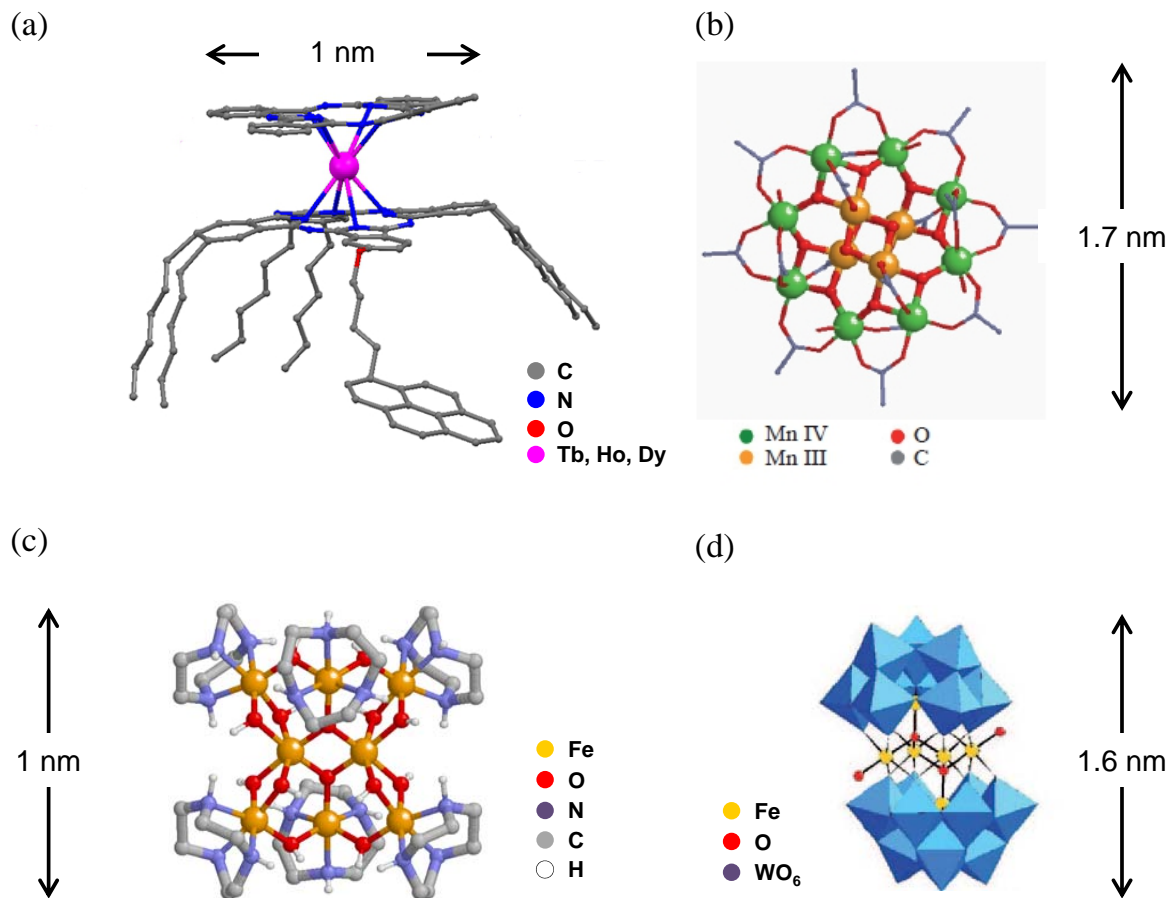 (a)
1 nm
C
N
O
Tb, Ho, Dy
(b)
1.7 nm
Mn IV
O
Mn III
C
(c)
1 nm
Fe
O
N
C
H
(d)
1.6 nm
Fe
O
WO₆